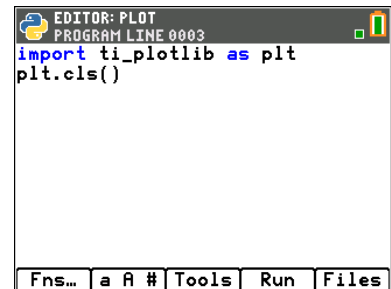 EDITOR: PLOT
PROGRAM LINE 0003
import ti_plotlib as plt
plt.cls()
Fns… a A # Tools Run Files